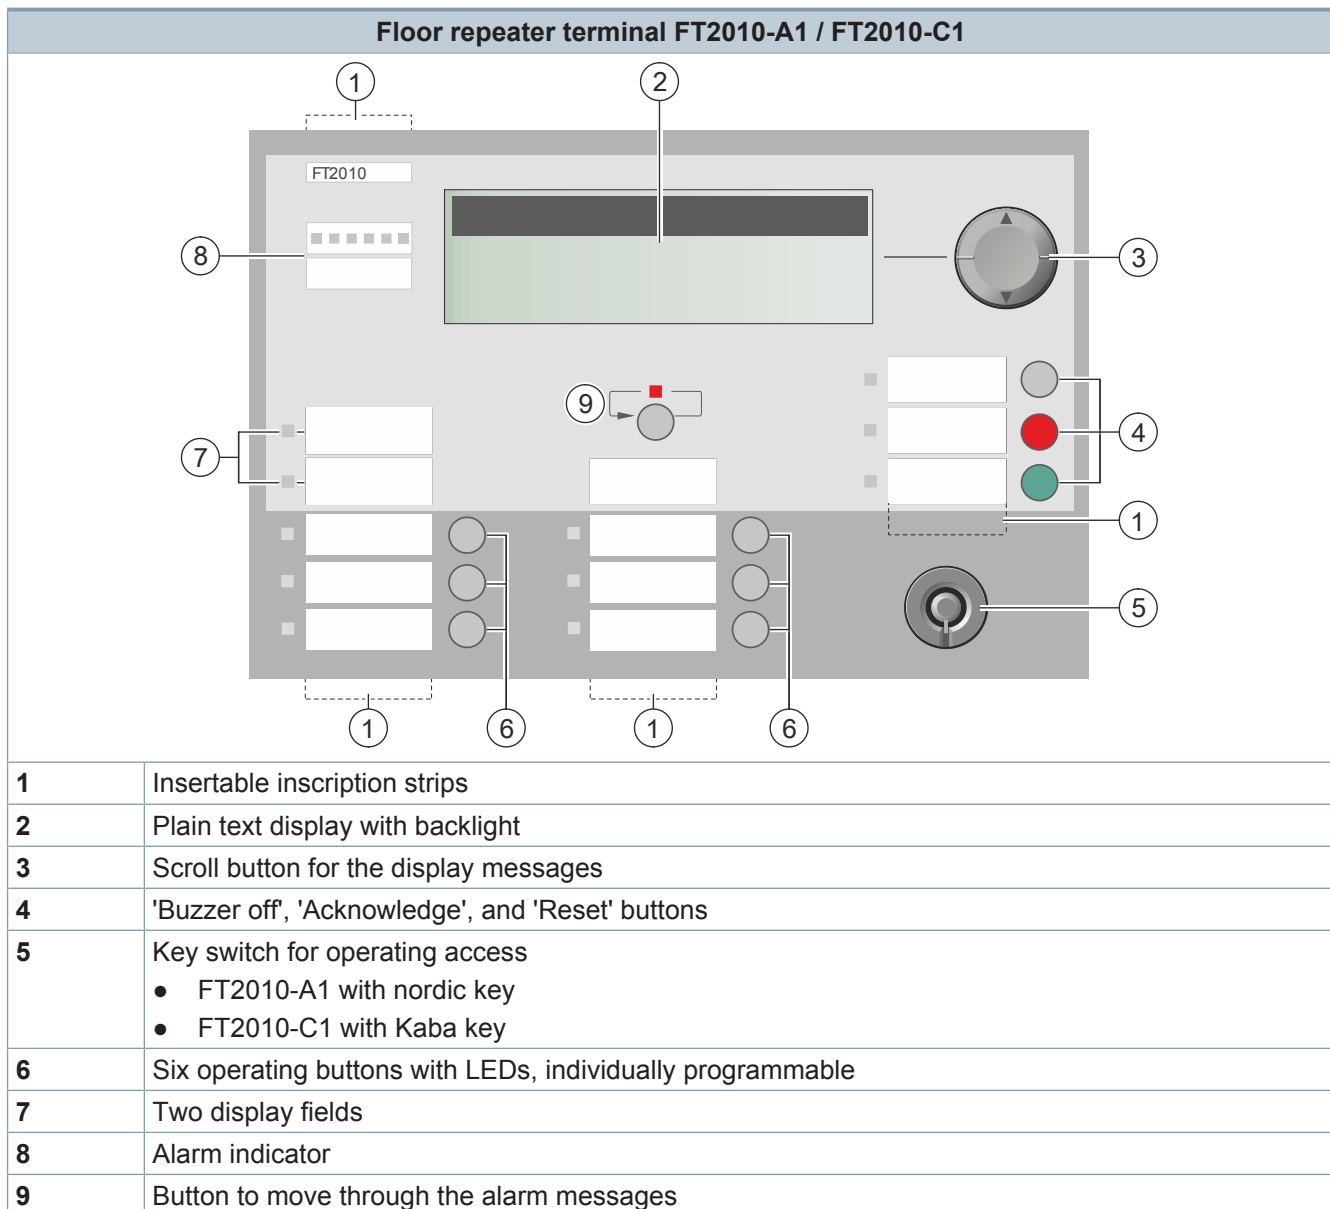 Floor repeater terminal FT2010-A1 / FT2010-C1
1
2
FT2010
8
3
9
7
4
1
5
1
6
1
6
1 Insertable inscription strips
2 Plain text display with backlight
3 Scroll button for the display messages
4 'Buzzer off', 'Acknowledge', and 'Reset' buttons
5 Key switch for operating access
● FT2010-A1 with nordic key
● FT2010-C1 with Kaba key
6 Six operating buttons with LEDs, individually programmable
7 Two display fields
8 Alarm indicator
9 Button to move through the alarm messages